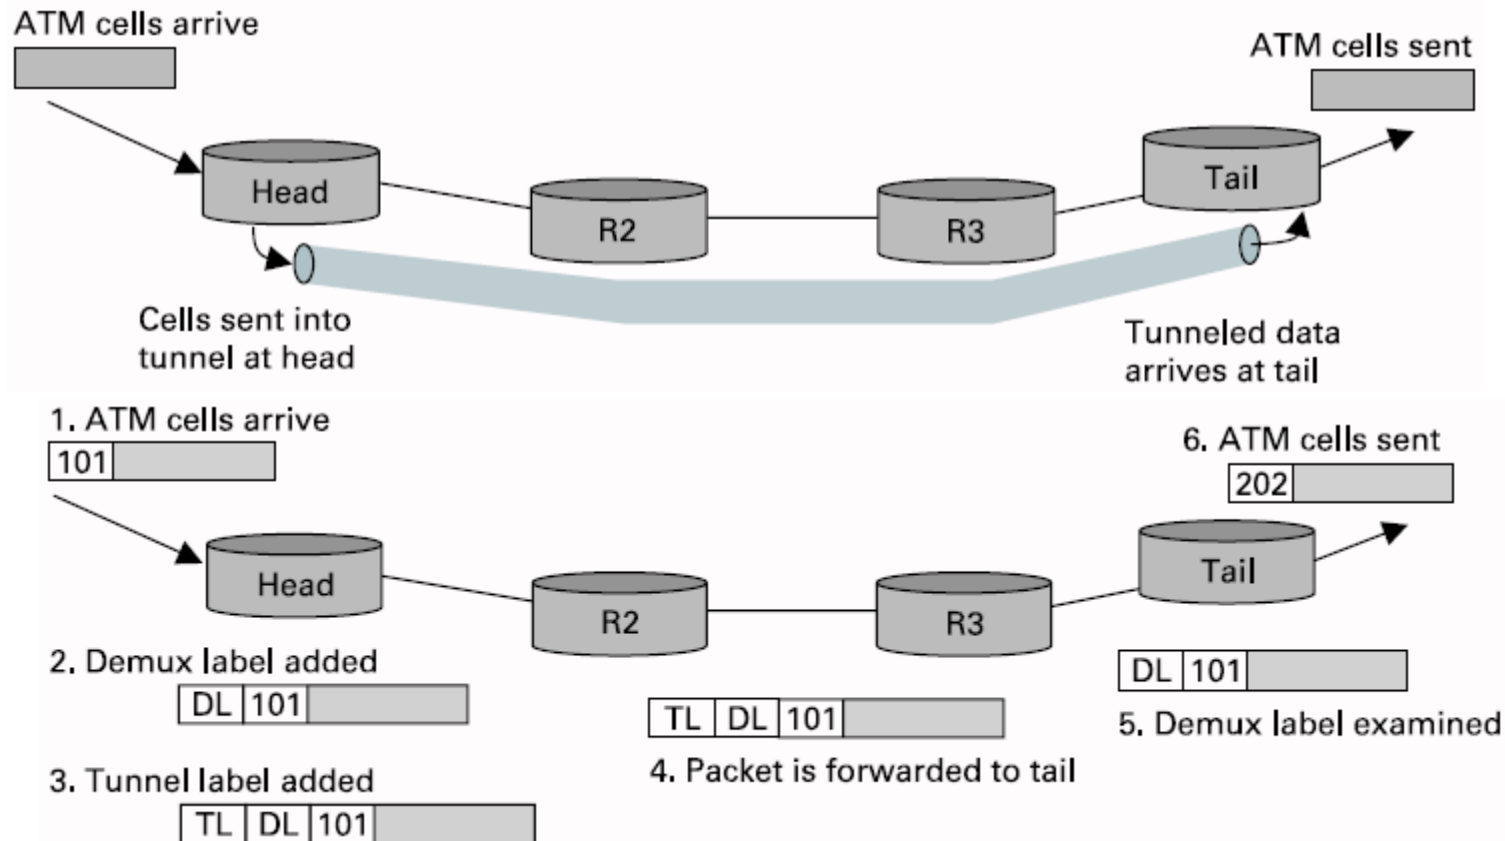 ATM cells arrive
ATM cells sent
Head
R2
R3
Tail
Cells sent into
tunnel at head
Tunneled data
arrives at tail
1. ATM cells arrive
101
6. ATM cells sent
202
Head
R2
R3
Tail
2. Demux label added
DL 101
3. Tunnel label added
TL DL 101
TL DL 101
4. Packet is forwarded to tail
DL 101
5. Demux label examined